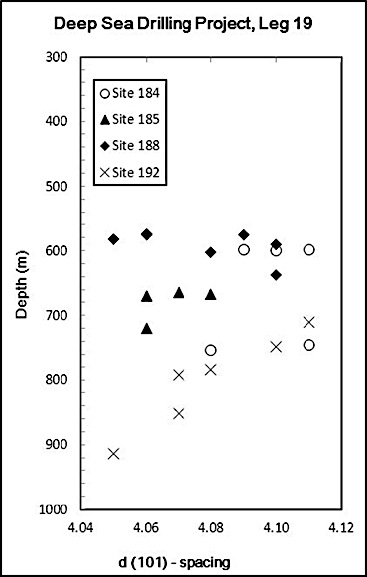 Deep Sea Drilling Project, Leg 19
300
400
500
600
700
800
900
1000
Depth (m)
Site 184
Site 185
Site 188
Site 192
4.04 4.06 4.08 4.10 4.12
d (101) - spacing